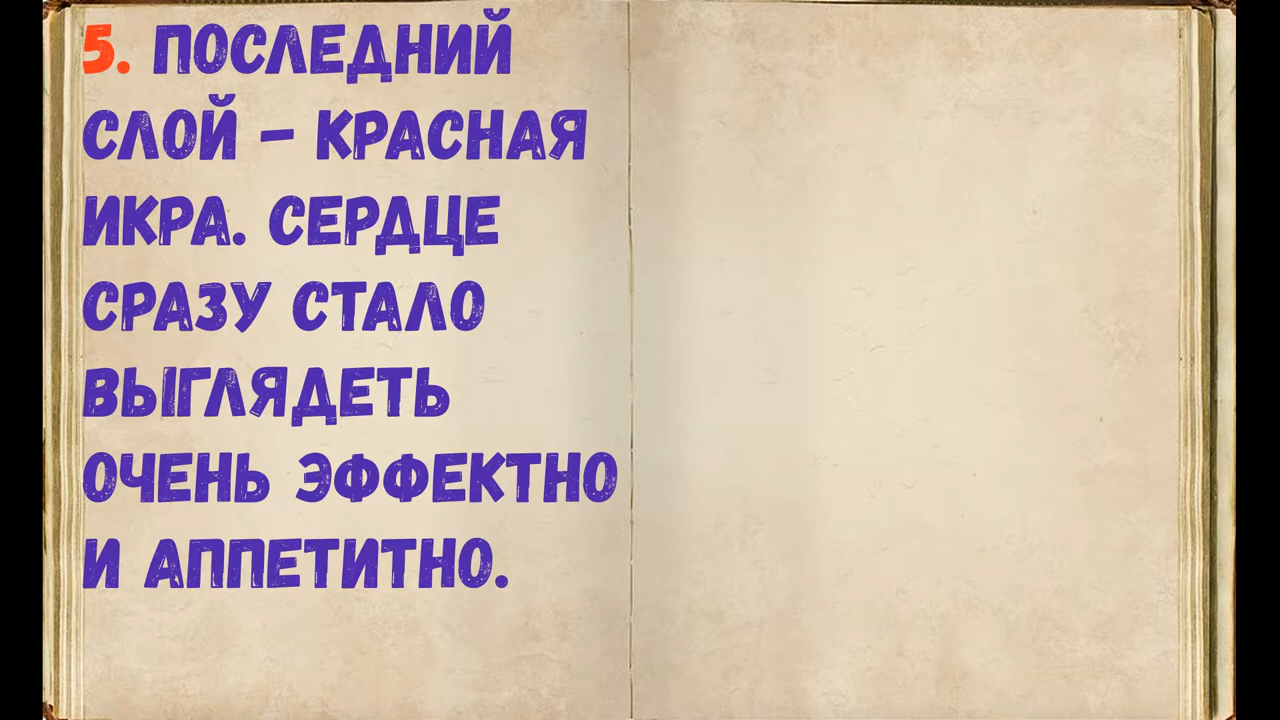 5. ПОСЛЕДНИЙ
СЛОЙ – КРАСНАЯ
ИКРА. СЕРДЦЕ
СРАЗУ СТАЛО
ВЫГЛЯДЕТЬ
ОЧЕНЬ ЭФФЕКТНО
И АППЕТИТНО.